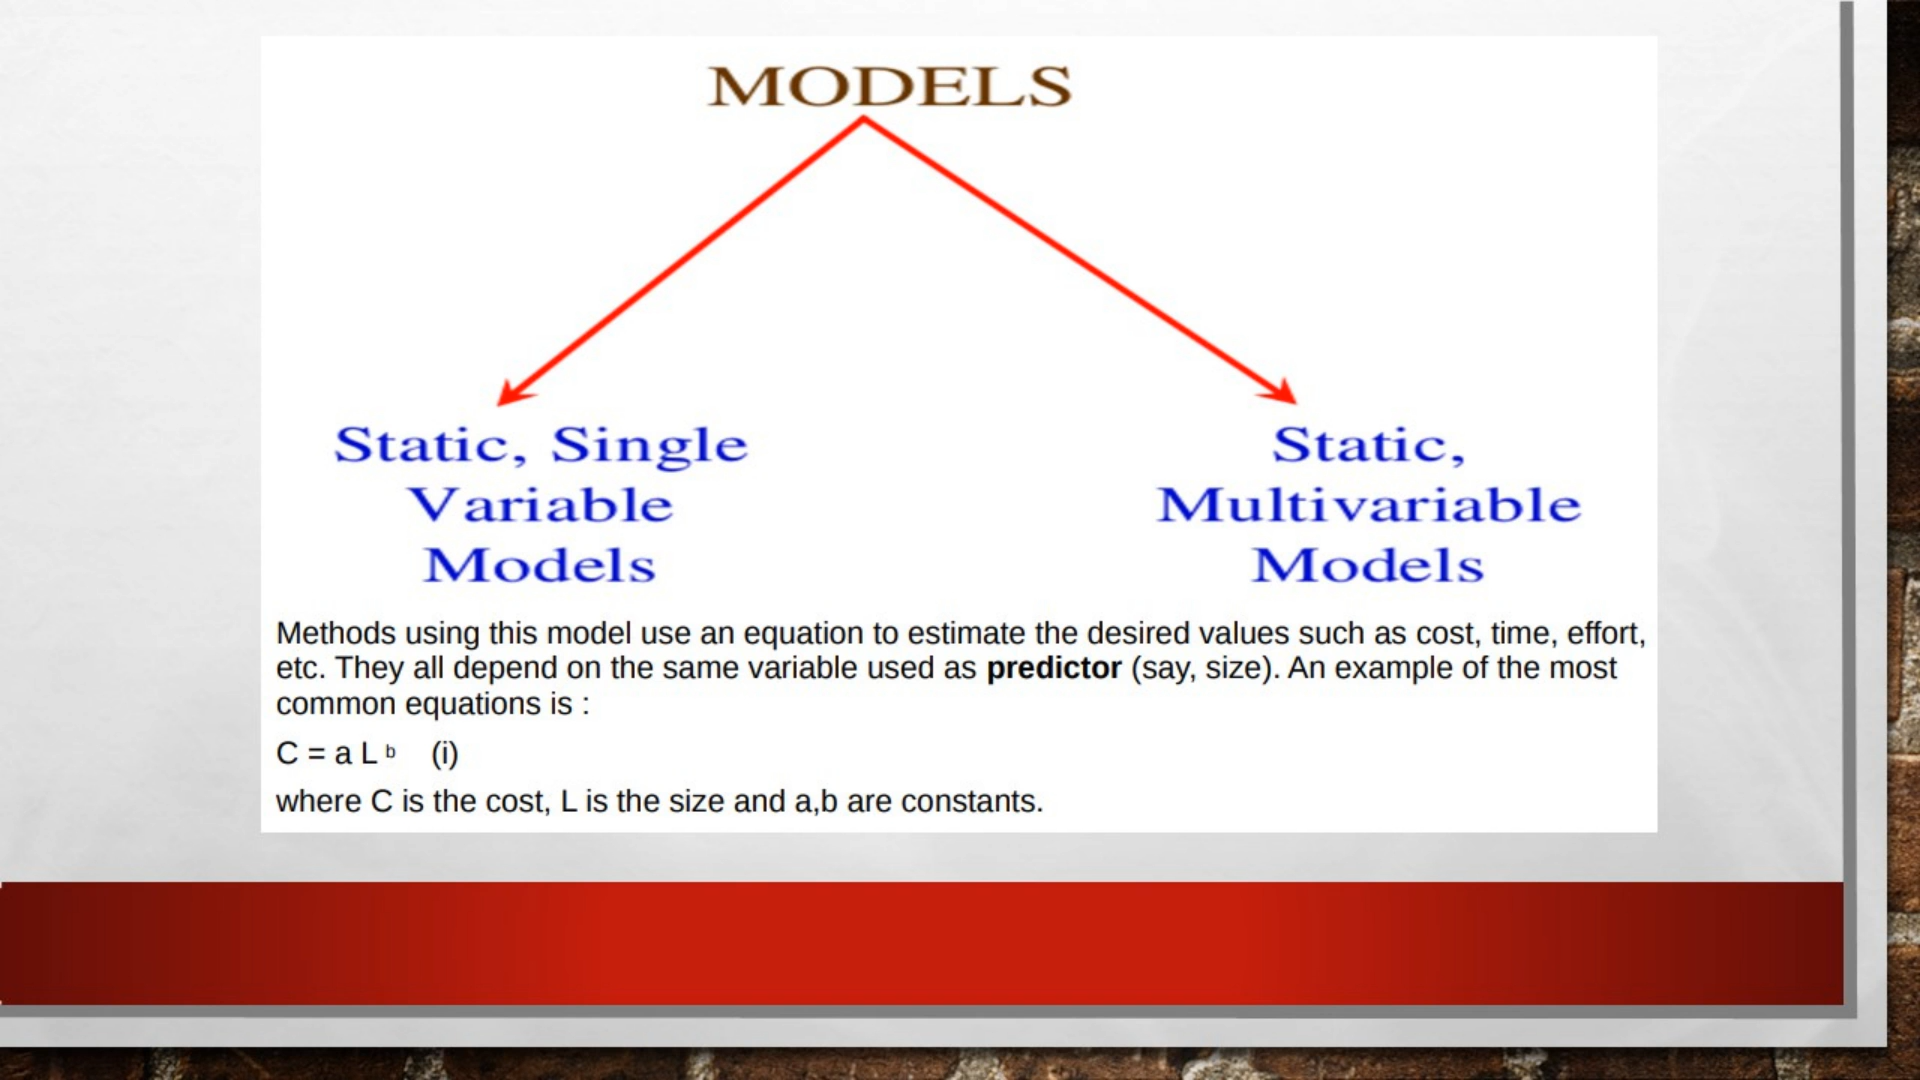 MODELS
Static, Single
Variable
Models
Static,
Multivariable
Models
Methods using this model use an equation to estimate the desired values such as cost, time, effort,
etc. They all depend on the same variable used as predictor (say, size). An example of the most
common equations is :
C = a L ᵇ (i)
where C is the cost, L is the size and a,b are constants.